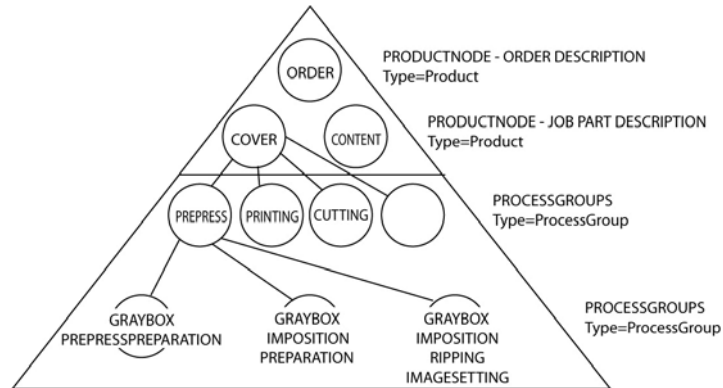 ORDER
PRODUCTNODE - ORDER DESCRIPTION
Type=Product
COVER
CONTENT
PRODUCTNODE - JOB PART DESCRIPTION
Type=Product
PREPRESS
PRINTING
CUTTING
PROCESSGROUPS
Type=ProcessGroup
GRAYBOX
PREPRESSPREPARATION
GRAYBOX
IMPOSITION
PREPARATION
GRAYBOX
IMPOSITION
RIPPING
IMAGESETTING
PROCESSGROUPS
Type=ProcessGroup